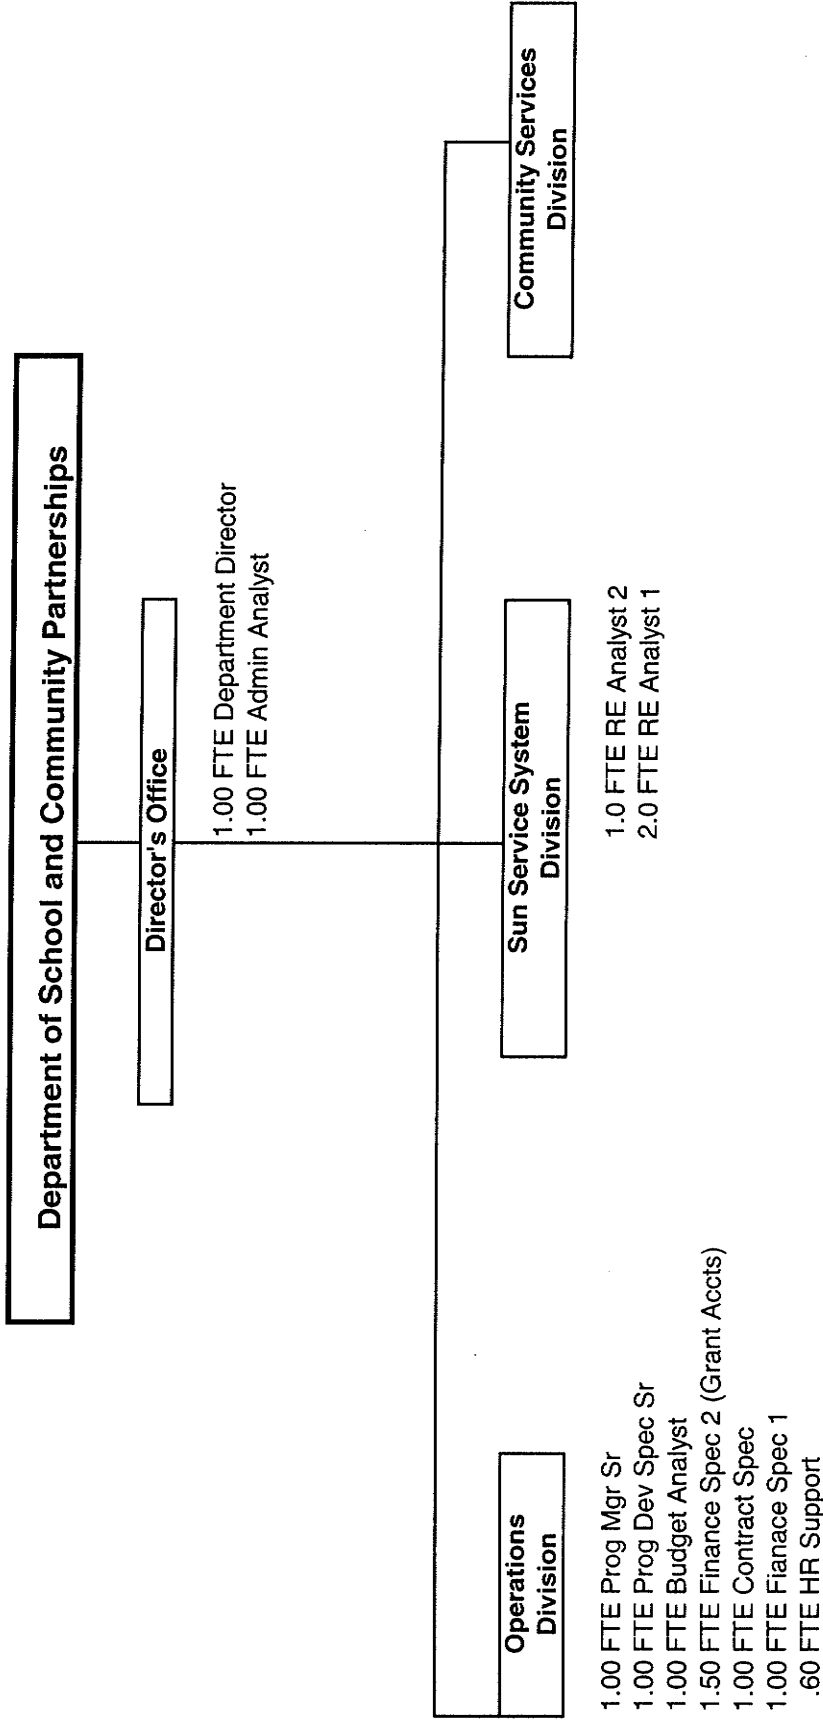 Department of School and Community Partnerships
Director's Office
1.00 FTE Department Director
1.00 FTE Admin Analyst
Operations
Division
1.00 FTE Prog Mgr Sr
1.00 FTE Prog Dev Spec Sr
1.00 FTE Budget Analyst
1.50 FTE Finance Spec 2 (Grant Accts)
1.00 FTE Contract Spec
1.00 FTE Fianace Spec 1
.60 FTE HR Support
Sun Service System
Division
1.0 FTE RE Analyst 2
2.0 FTE RE Analyst 1
Community Services
Division